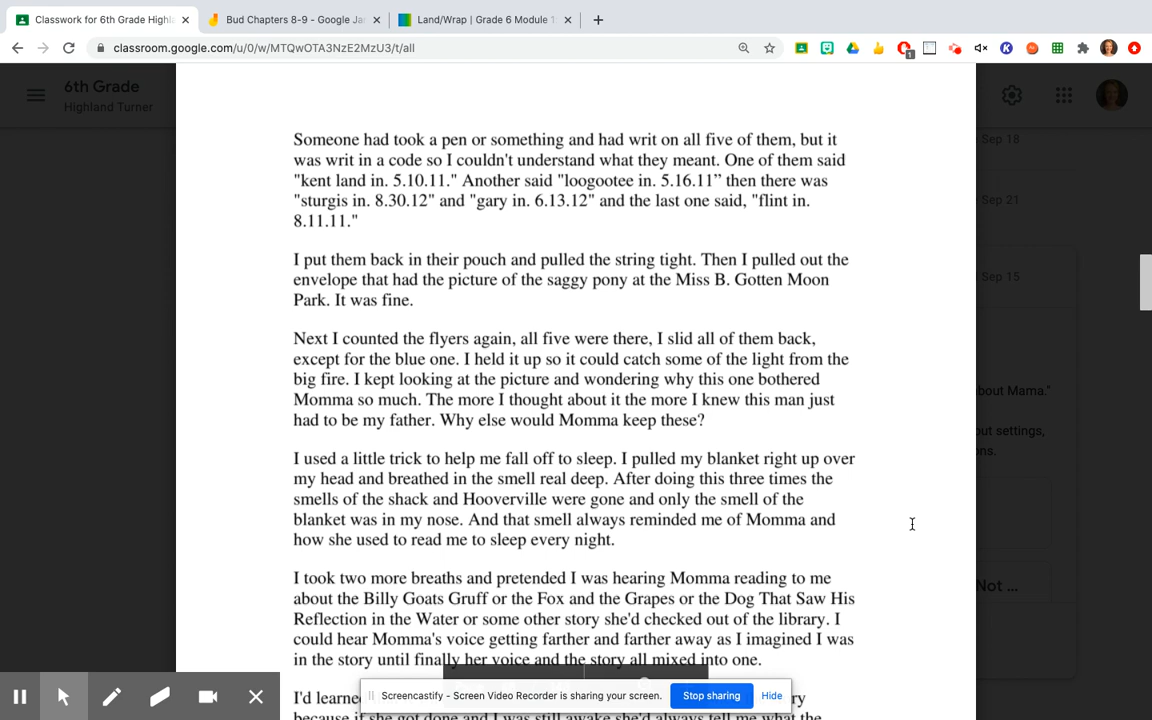 Classwork for 6th Grade Highl
Bud Chapters 8-9 - Google Ja
Land/Wrap | Grade 6 Module 1
classroom.google.com/u/0/w/MTQwOTA3NzE2MzU3/t/all
1
6th Grade
Highland Turner
Sep 18
Sep 21
Sep 15
bout Mama."
out settings,
ons.
Not ...
Someone had took a pen or something and had writ on all five of them, but it
was writ in a code so I couldn't understand what they meant. One of them said
"kent land in. 5.10.11." Another said "loogootee in. 5.16.11” then there was
"sturgis in. 8.30.12" and "gary in. 6.13.12" and the last one said, "flint in.
8.11.11."
I put them back in their pouch and pulled the string tight. Then I pulled out the
envelope that had the picture of the saggy pony at the Miss B. Gotten Moon
Park. It was fine.
Next I counted the flyers again, all five were there, I slid all of them back,
except for the blue one. I held it up so it could catch some of the light from the
big fire. I kept looking at the picture and wondering why this one bothered
Momma so much. The more I thought about it the more I knew this man just
had to be my father. Why else would Momma keep these?
I used a little trick to help me fall off to sleep. I pulled my blanket right up over
my head and breathed in the smell real deep. After doing this three times the
smells of the shack and Hooverville were gone and only the smell of the
blanket was in my nose. And that smell always reminded me of Momma and
how she used to read me to sleep every night.
I took two more breaths and pretended I was hearing Momma reading to me
about the Billy Goats Gruff or the Fox and the Grapes or the Dog That Saw His
Reflection in the Water or some other story she'd checked out of the library. I
could hear Momma's voice getting farther and farther away as I imagined I was
in the story until finally her voice and the story all mixed into one.
I'd learne
ry
because if she got done and I was still awake she'd always tell me what the
Screencastify - Screen Video Recorder is sharing your screen.
Stop sharing
Hide